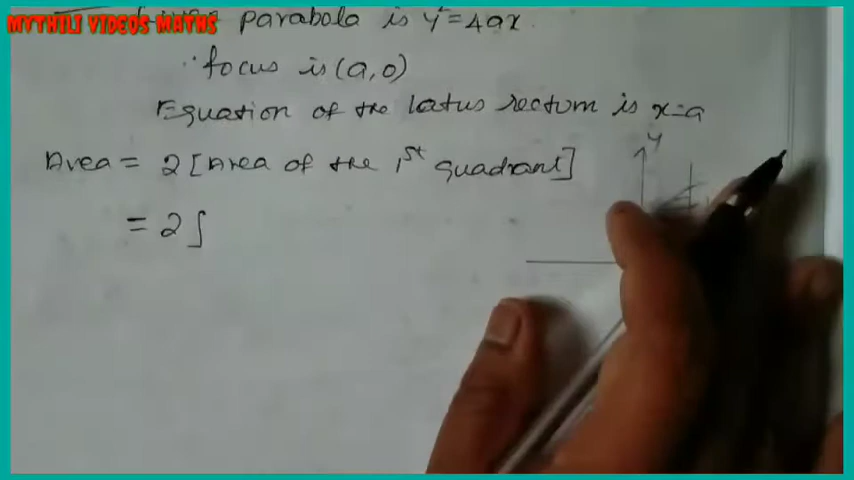 MYTHILI VIDEOS MATHS
parabola is y² = 4ax.
∴ focus is (a, 0)
Equation of the latus rectum is x = a
Area = 2 [Area of the 1st quadrant]
= 2 ∫
Y